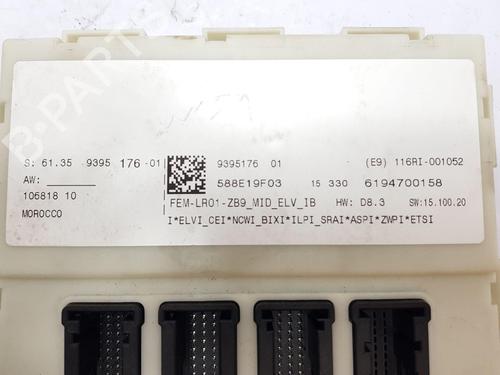 B-PARTS
S: 61.35 9395 176-01
9395176 01
(E9) 116RI-001052
AW:
588E19F03
15 330
6194700158
106818 10
FEM-LR01-ZB9_MID_ELV_IB
HW: D8.3
SW:15.100.20
MOROCCO
I*ELVI_CEI*NCWI_BIXI*ILPI_SRAI*ASPI*ZWPI*ETSI